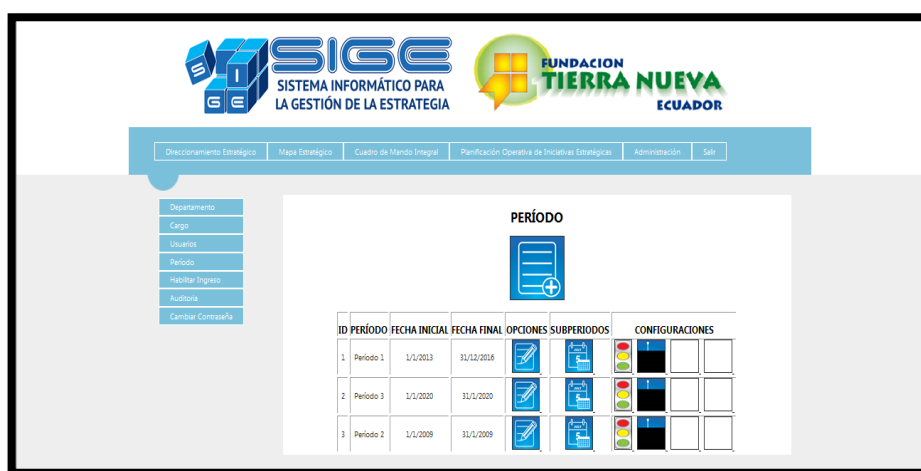 SIGE
SISTEMA INFORMÁTICO PARA
LA GESTIÓN DE LA ESTRATEGIA
S I
G E
FUNDACION
TIERRA NUEVA
ECUADOR
Direccionamiento Estratégico Mapa Estratégico Cuadro de Mando Integral Planificación Operativa de Iniciativas Estratégicas Administración Salir
Departamento
Cargo
Usuarios
Período
Habilitar Ingreso
Auditoria
Cambiar Contraseña
PERÍODO
ID PERÍODO FECHA INICIAL FECHA FINAL OPCIONES SUBPERIODOS CONFIGURACIONES
1 Período 1 1/1/2013 31/12/2016
2 Período 3 1/1/2020 31/1/2020
3 Período 2 1/1/2009 31/1/2009